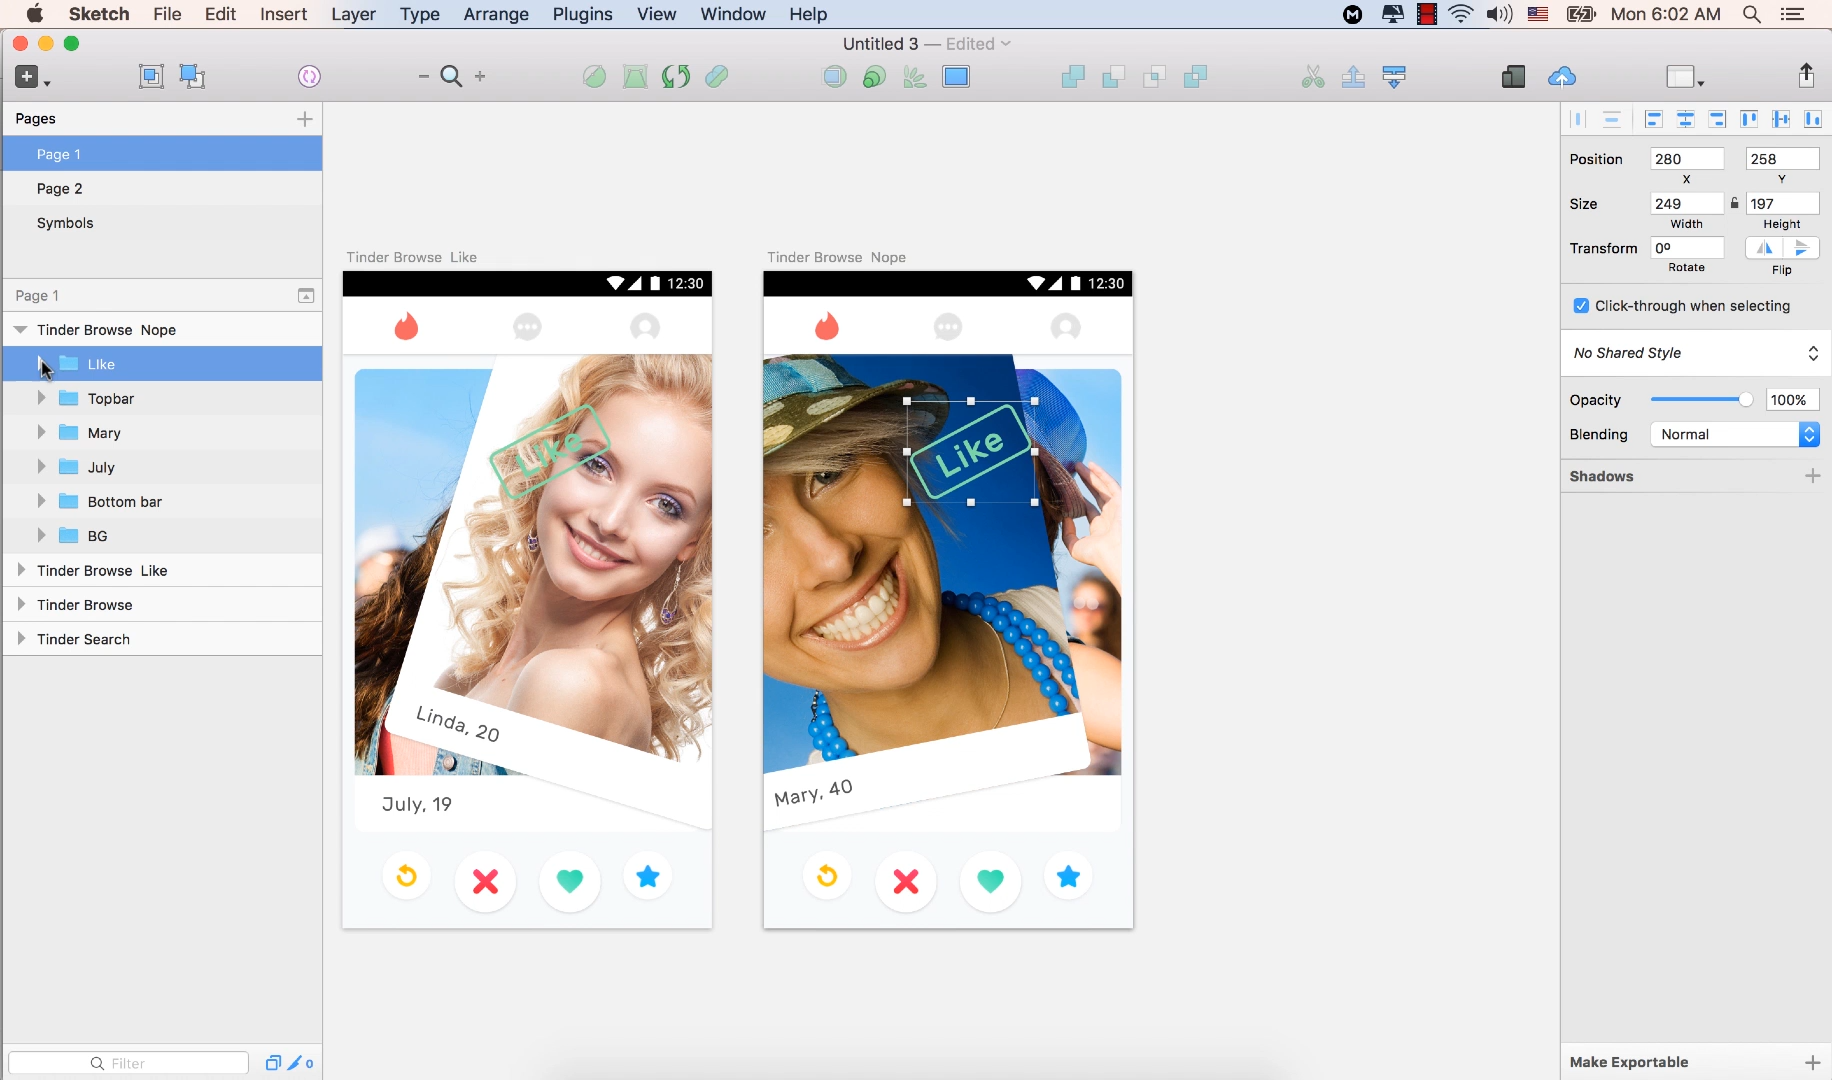 Sketch File Edit Insert Layer Type Arrange Plugins View Window Help
Mon 6:02 AM
Untitled 3 — Edited
Pages
Page 1
Page 2
Symbols
Page 1
Tinder Browse Nope
LIke
Topbar
Mary
July
Bottom bar
BG
Tinder Browse Like
Tinder Browse
Tinder Search
Filter
0
Tinder Browse Like
12:30
Like
Linda, 20
July, 19
Tinder Browse Nope
12:30
Like
Mary, 40
Position 280 258
X Y
Size 249 197
Width Height
Transform 0º
Rotate Flip
Click-through when selecting
No Shared Style
Opacity 100%
Blending Normal
Shadows
Make Exportable